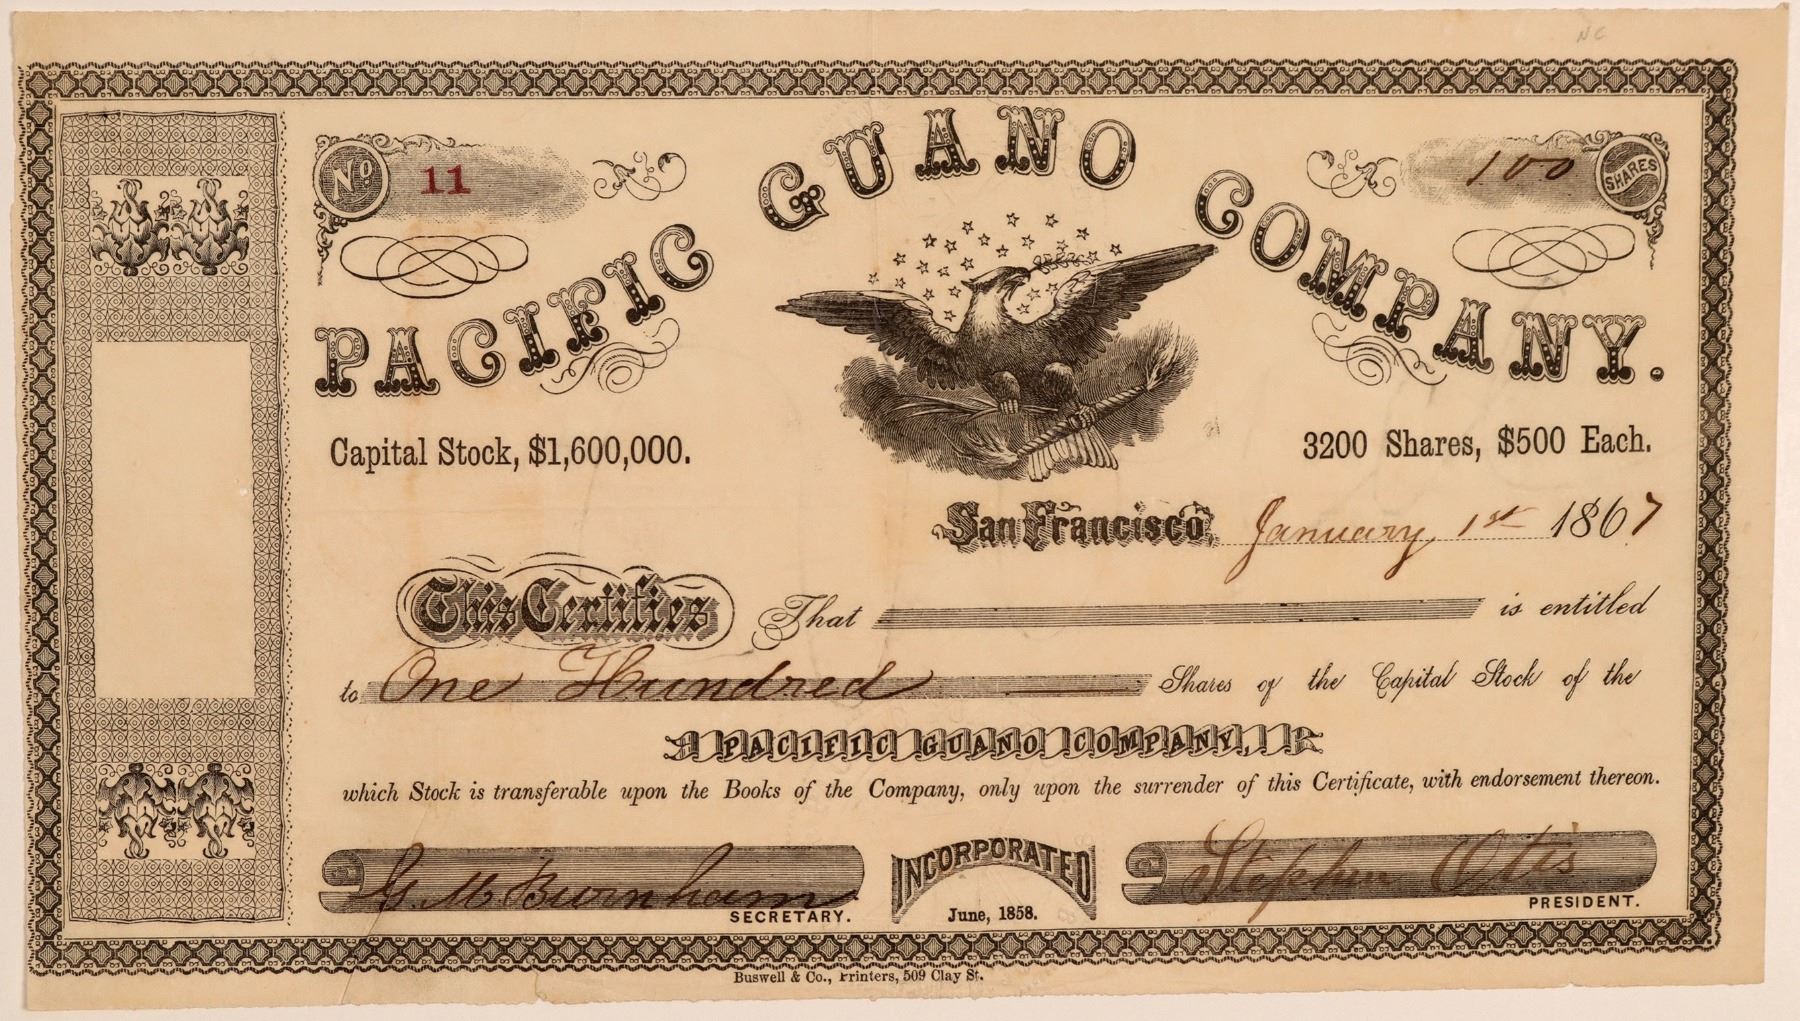 NC
No. 11
100 SHARES
PACIFIC GUANO COMPANY.
Capital Stock, $1,600,000.
3200 Shares, $500 Each.
San Francisco, January 1st 1867
This Certifies That is entitled
to One Hundred Shares of the Capital Stock of the
PACIFIC GUANO COMPANY,
which Stock is transferable upon the Books of the Company, only upon the surrender of this Certificate, with endorsement thereon.
G. M. Burnham
SECRETARY.
INCORPORATED
June, 1858.
Stephen Otis
PRESIDENT.
Buswell & Co., Printers, 509 Clay St.